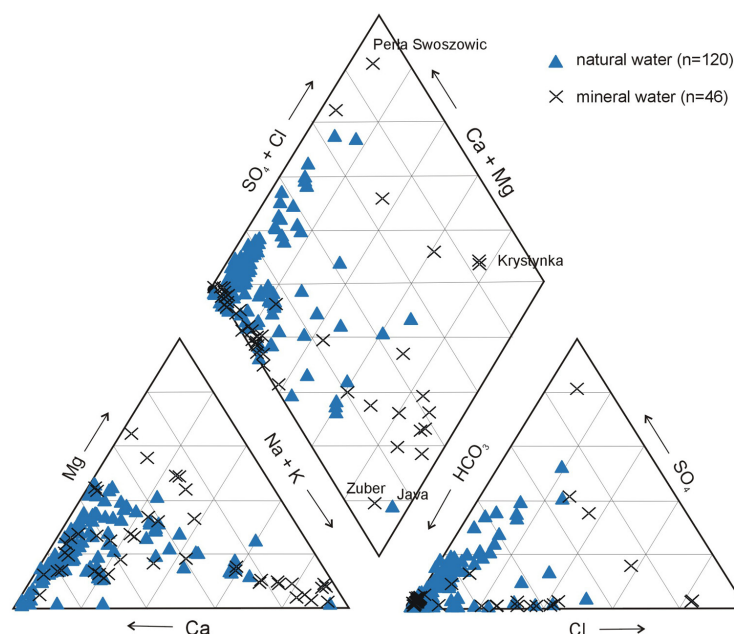 Perla Swoszowic
natural water (n=120)
mineral water (n=46)
SO₄ + Cl
Ca + Mg
Krystynka
Mg
Na + K
HCO₃
SO₄
Zuber
Java
Ca
Cl